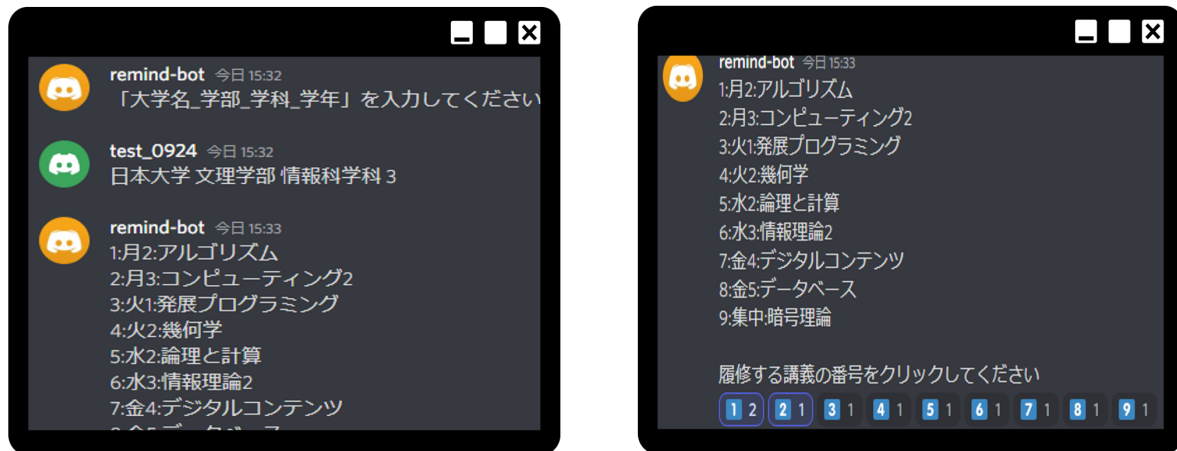 remind-bot 今日 15:32
「大学名_学部_学科_学年」を入力してください
test_0924 今日 15:32
日本大学 文理学部 情報科学科 3
remind-bot 今日 15:33
1:月2:アルゴリズム
2:月3:コンピューティング2
3:火1:発展プログラミング
4:火2:幾何学
5:水2:論理と計算
6:水3:情報理論2
7:金4:デジタルコンテンツ
remind-bot 今日 15:33
1:月2:アルゴリズム
2:月3:コンピューティング2
3:火1:発展プログラミング
4:火2:幾何学
5:水2:論理と計算
6:水3:情報理論2
7:金4:デジタルコンテンツ
8:金5:データベース
9:集中:暗号理論
履修する講義の番号をクリックしてください
1 2 2 1 3 1 4 1 5 1 6 1 7 1 8 1 9 1